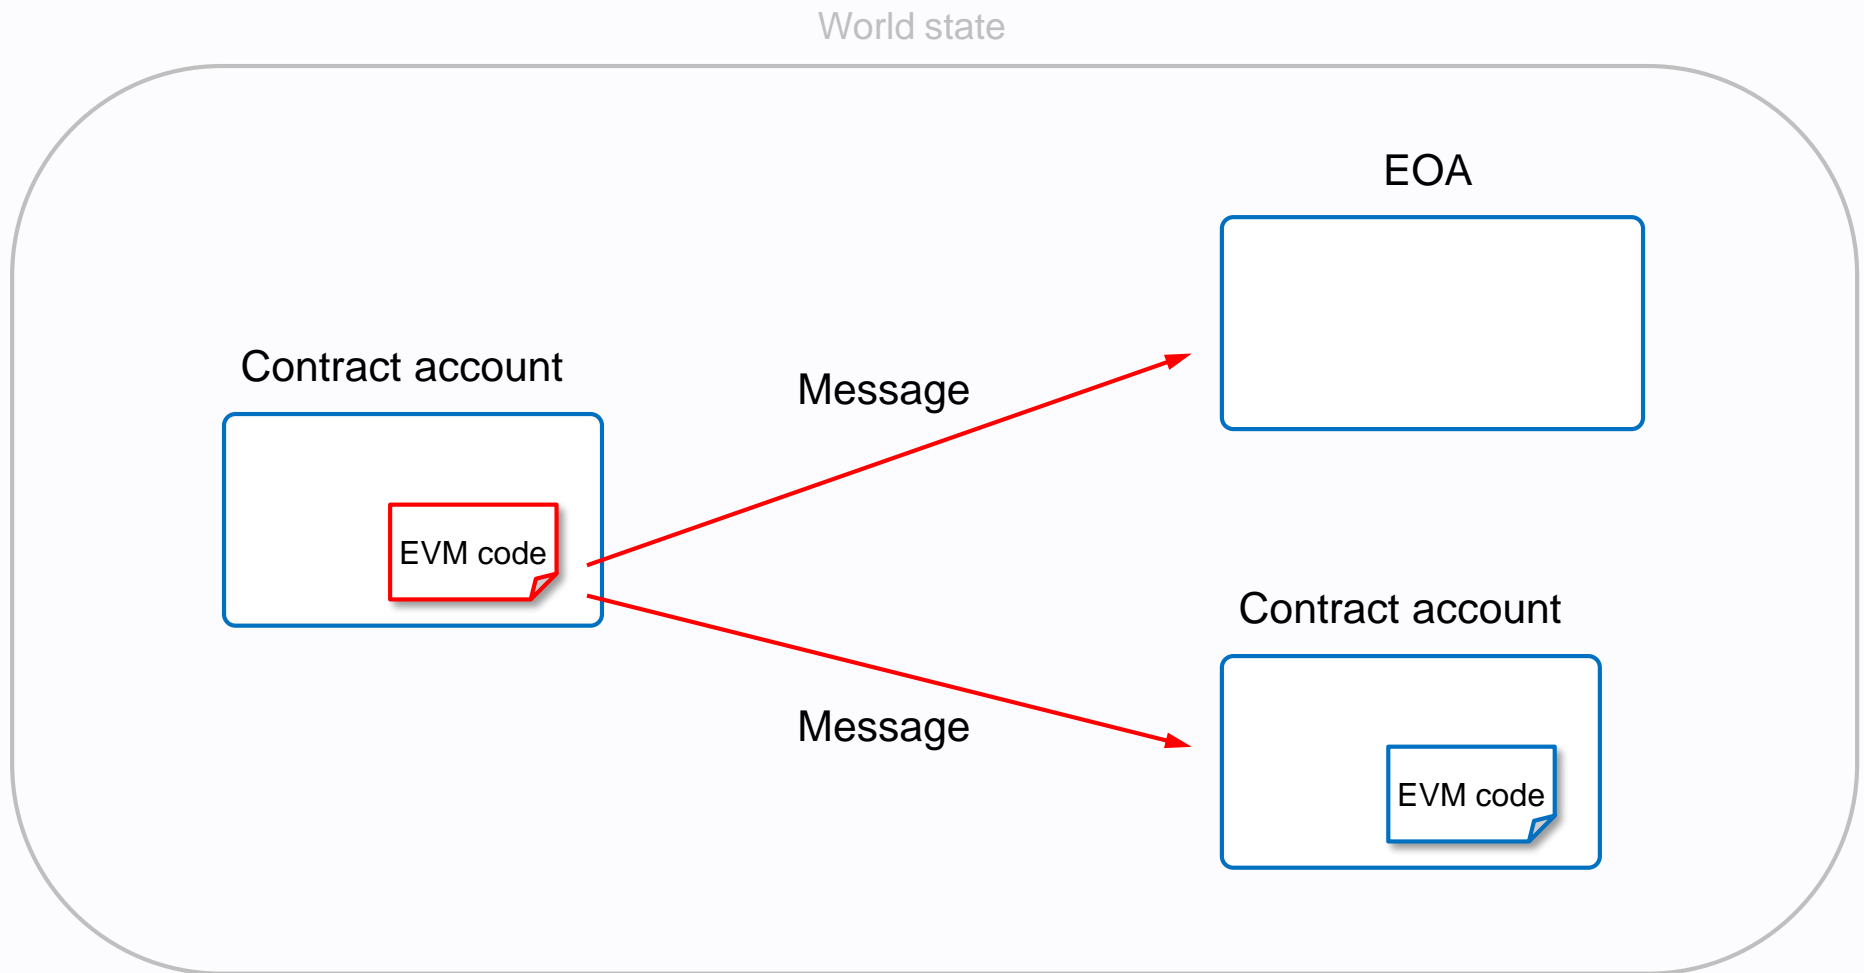 World state
EOA
Contract account
Message
EVM code
Contract account
Message
EVM code